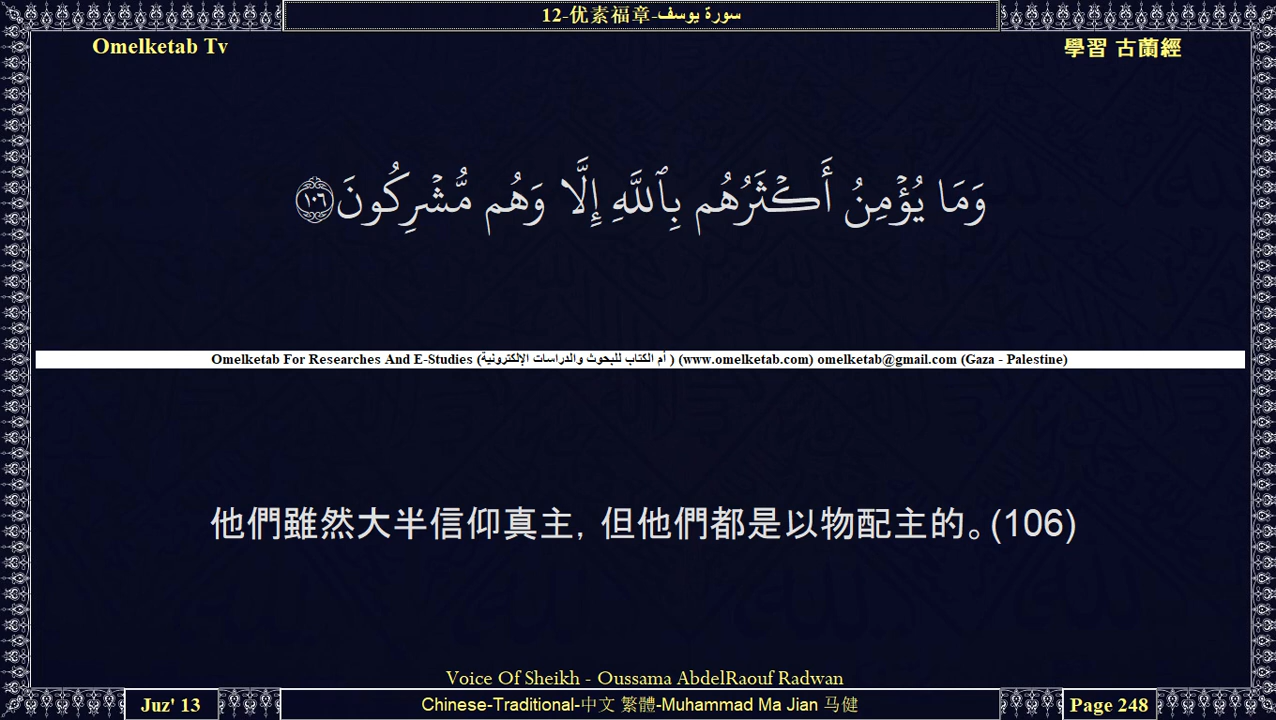 12-优素福章-سورة يوسف
Omelketab Tv
學習 古蘭經
وَمَا يُؤۡمِنُ أَكۡثَرُهُم بِٱللَّهِ إِلَّا وَهُم مُّشۡرِكُونَ ١٠٦
Omelketab For Researches And E-Studies (أم الكتاب للبحوث والدراسات الإلكترونية ) (www.omelketab.com) omelketab@gmail.com (Gaza - Palestine)
他們雖然大半信仰真主，但他們都是以物配主的。(106)
Voice Of Sheikh - Oussama AbdelRaouf Radwan
Juz' 13
Chinese-Traditional-中文 繁體-Muhammad Ma Jian 马健
Page 248